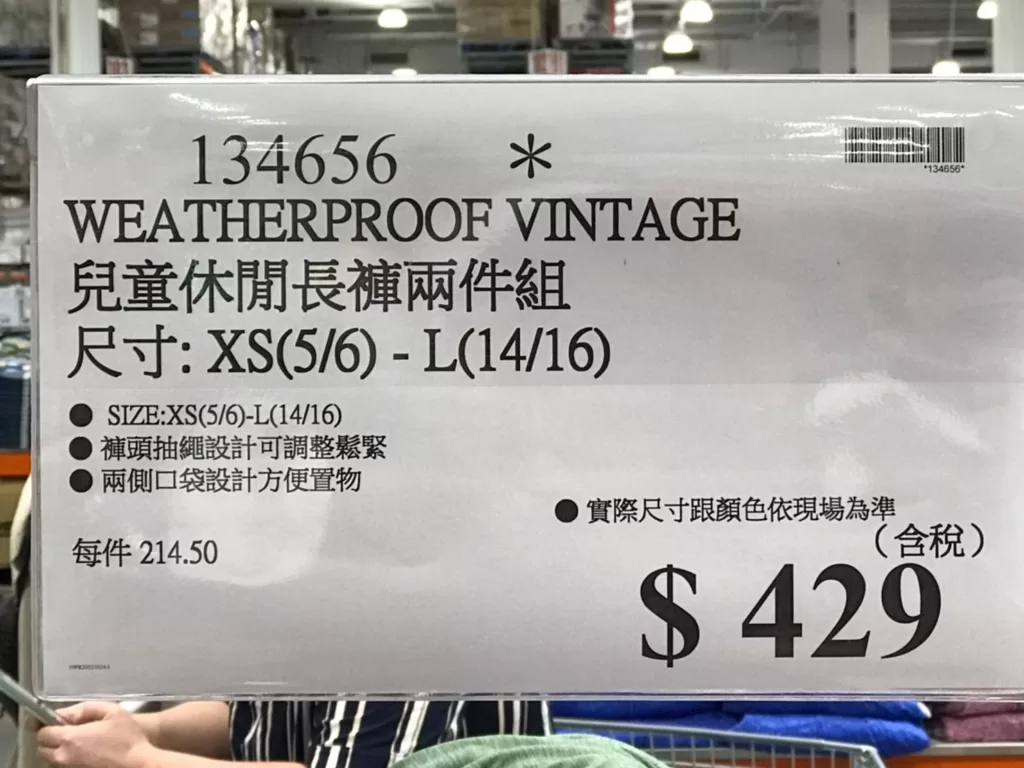 134656 *
*134656*
WEATHERPROOF VINTAGE
兒童休閒長褲兩件組
尺寸: XS(5/6) - L(14/16)
● SIZE:XS(5/6)-L(14/16)
● 褲頭抽繩設計可調整鬆緊
● 兩側口袋設計方便置物
● 實際尺寸跟顏色依現場為準
(含稅)
每件 214.50
$ 429